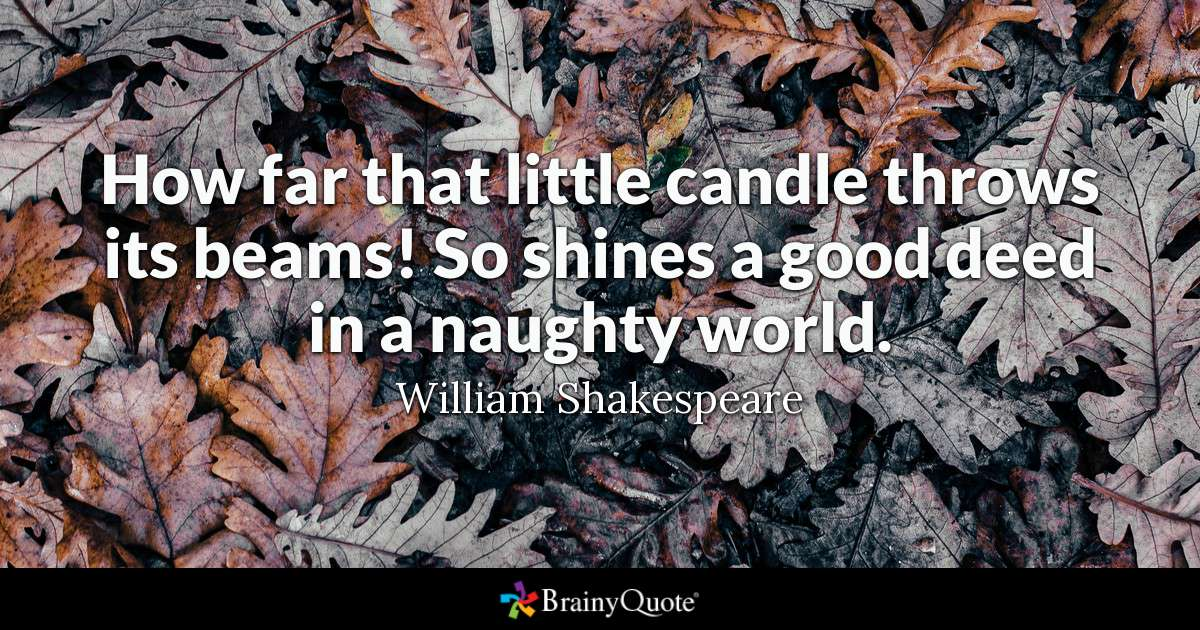 How far that little candle throws
its beams! So shines a good deed
in a naughty world.
William Shakespeare
BrainyQuote®